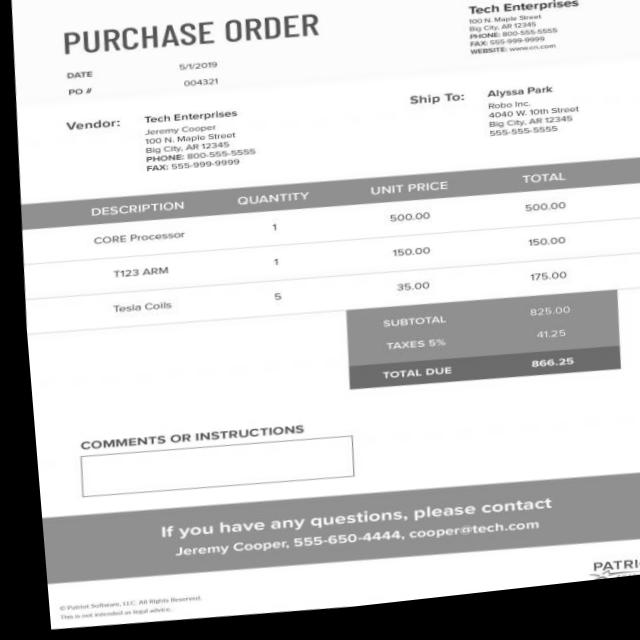 PURCHASE ORDER
DATE 5/1/2019
PO # 004321
Tech Enterprises
100 N. Maple Street
Big City, AR 12345
PHONE: 800-555-5555
FAX: 555-999-9999
WEBSITE: www.cn.com
Vendor:
Tech Enterprises
Jeremy Cooper
100 N. Maple Street
Big City, AR 12345
PHONE: 800-555-5555
FAX: 555-999-9999
Ship To:
Alyssa Park
Robo Inc.
4040 W. 10th Street
Big City, AR 12345
555-555-5555
DESCRIPTION QUANTITY UNIT PRICE TOTAL
CORE Processor 1 500.00 500.00
T123 ARM 1 150.00 150.00
Tesla Coils 5 35.00 175.00
SUBTOTAL 825.00
TAXES 5% 41.25
TOTAL DUE 866.25
COMMENTS OR INSTRUCTIONS
If you have any questions, please contact
Jeremy Cooper, 555-650-4444, cooper@tech.com
PATRI
© Patriot Software, LLC. All Rights Reserved.
This is not intended as legal advice.